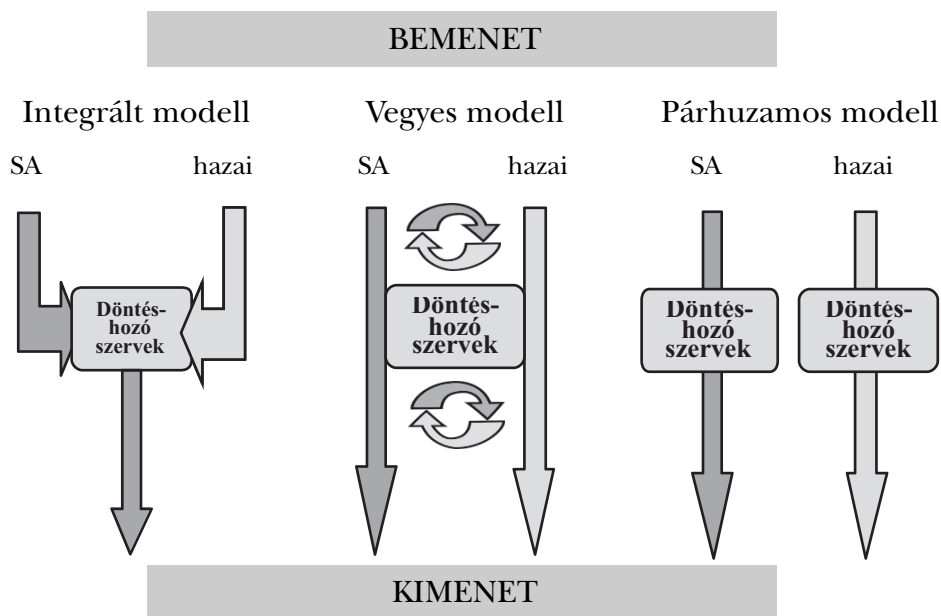 BEMENET
Integrált modell
Vegyes modell
Párhuzamos modell
SA
hazai
SA
hazai
SA
hazai
Döntés-
hozó
szervek
Döntés-
hozó
szervek
Döntés-
hozó
szervek
Döntés-
hozó
szervek
KIMENET